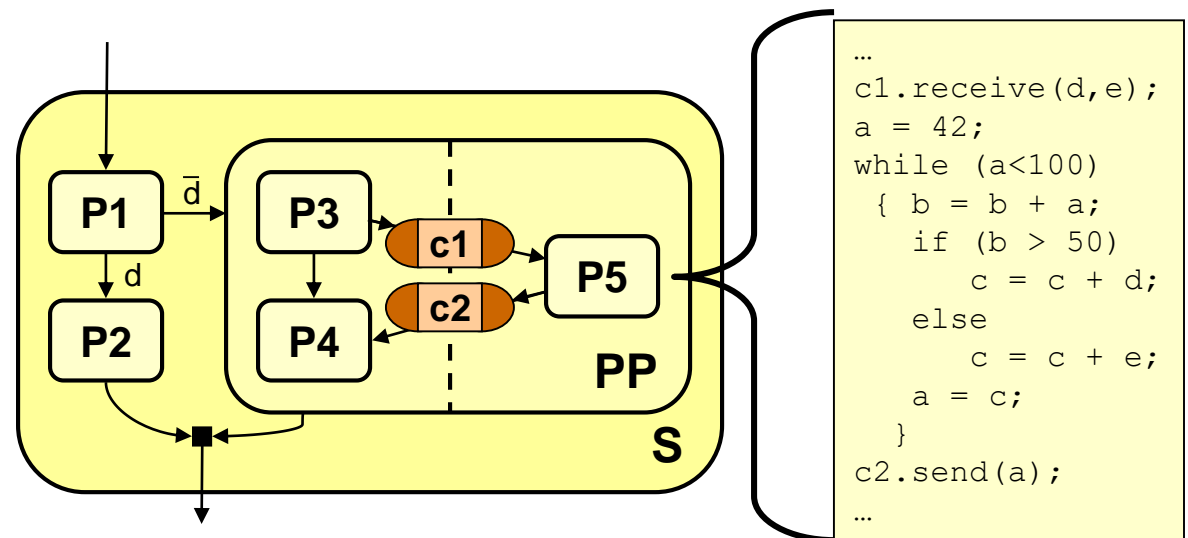 P1
d̄
P3
c1
P5
d
P2
c2
P4
PP
S
…
c1.receive(d,e);
a = 42;
while (a<100)
{ b = b + a;
if (b > 50)
c = c + d;
else
c = c + e;
a = c;
}
c2.send(a);
…